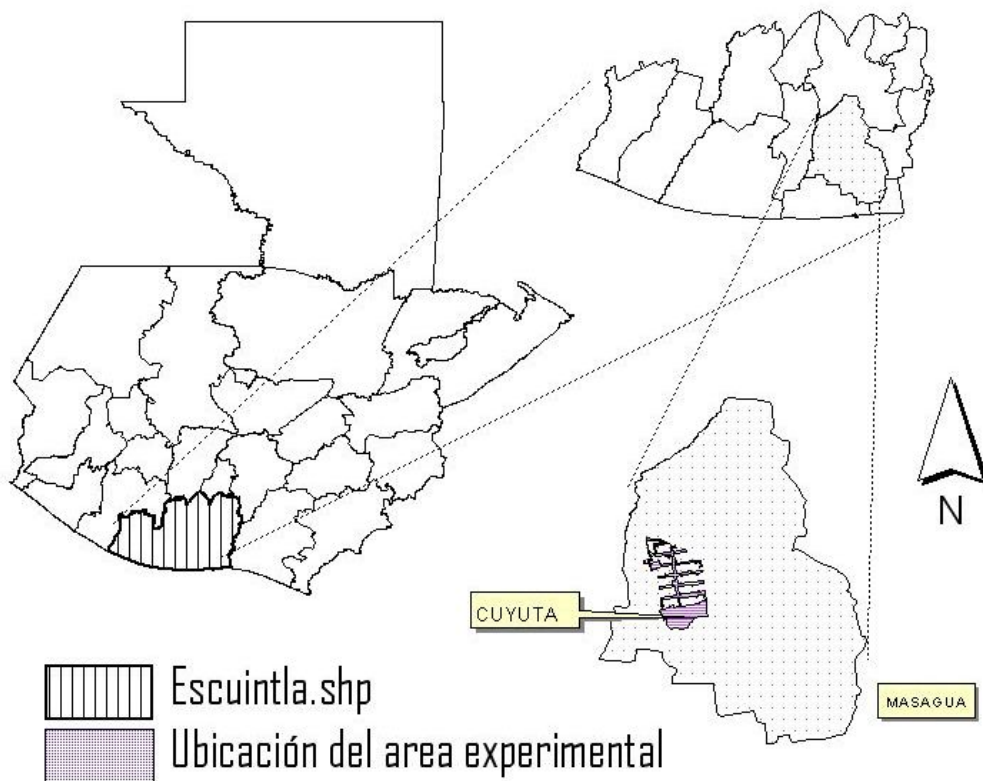 N
CUYUTA
MASAGUA
Escuintla.shp
Ubicación del area experimental